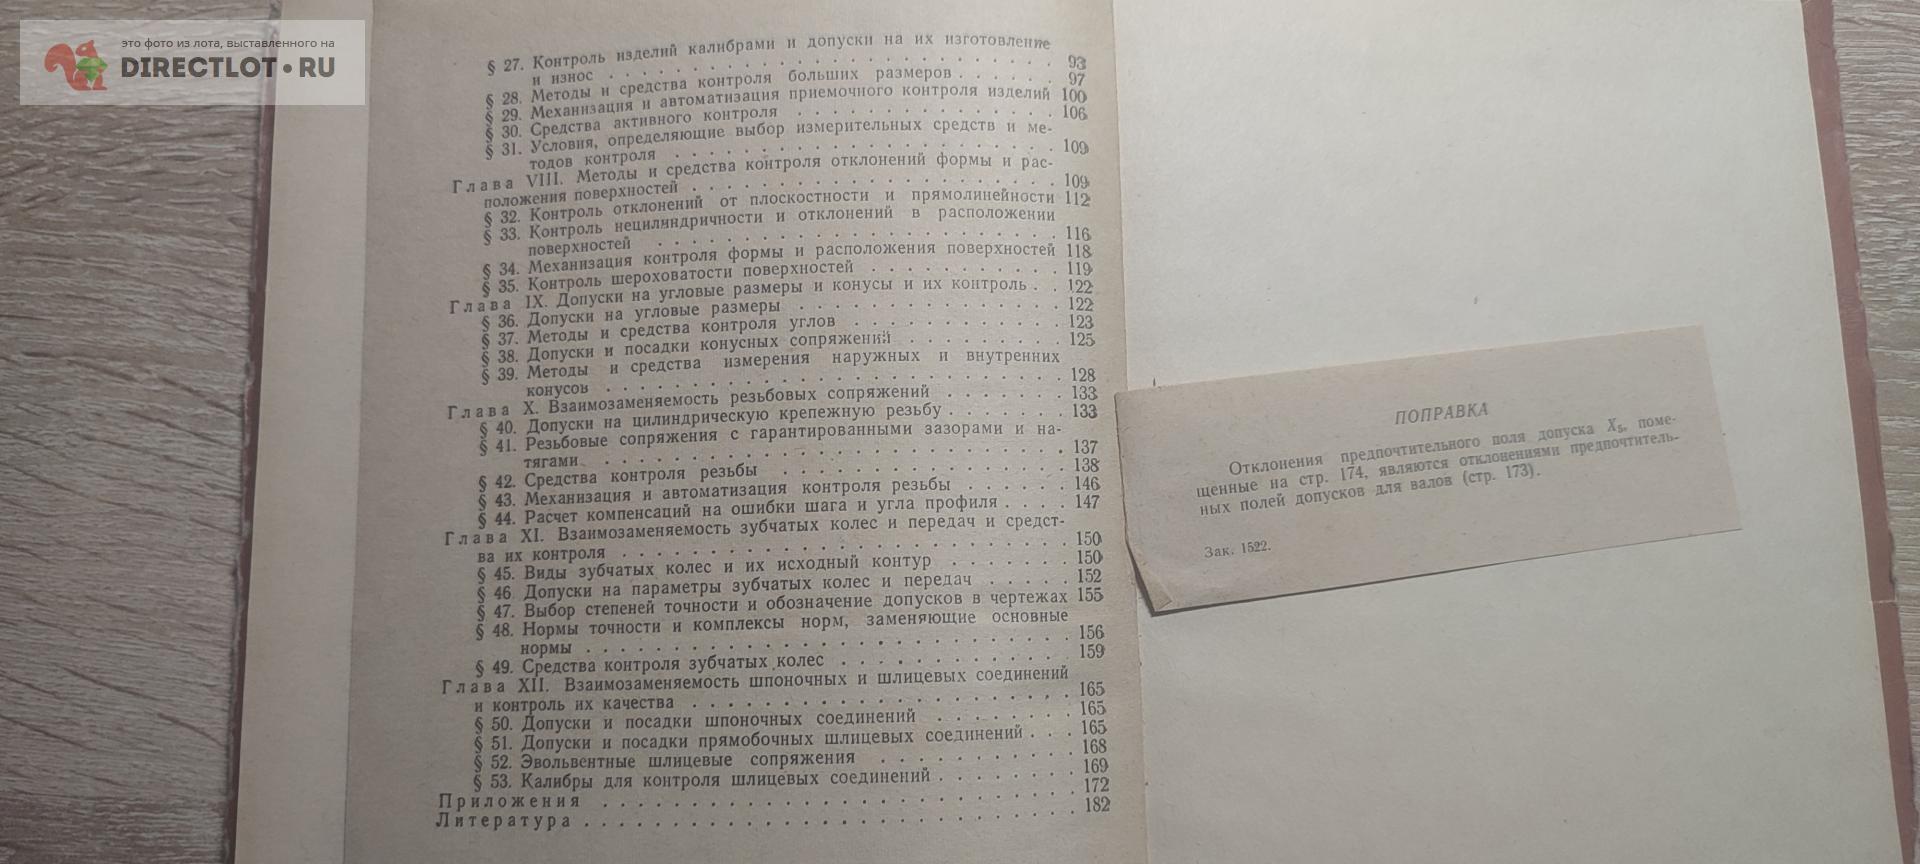 это фото из лота, выставленного на
DIRECTLOT.RU
§ 27. Контроль изделий калибрами и допуски на их изготовление
и износ . . . . . . . . . . . . . . . . . . . . . 93
§ 28. Методы и средства контроля больших размеров . . . . . . 97
§ 29. Механизация и автоматизация приемочного контроля изделий 100
§ 30. Средства активного контроля . . . . . . . . . . . 106
§ 31. Условия, определяющие выбор измерительных средств и ме-
тодов контроля . . . . . . . . . . . . . . . . . 109
Глава VIII. Методы и средства контроля отклонений формы и рас-
положения поверхностей . . . . . . . . . . . . . . . . 109
§ 32. Контроль отклонений от плоскостности и прямолинейности 112
§ 33. Контроль нецилиндричности и отклонений в расположении
поверхностей . . . . . . . . . . . . . . . . . . 116
§ 34. Механизация контроля формы и расположения поверхностей 118
§ 35. Контроль шероховатости поверхностей . . . . . . . . . 119
Глава IX. Допуски на угловые размеры и конусы и их контроль . . 122
§ 36. Допуски на угловые размеры . . . . . . . . . . . . 122
§ 37. Методы и средства контроля углов . . . . . . . . . . 123
§ 38. Допуски и посадки конусных сопряжений . . . . . . . . 125
§ 39. Методы и средства измерения наружных и внутренних
конусов . . . . . . . . . . . . . . . . . . . . 128
Глава X. Взаимозаменяемость резьбовых сопряжений . . . . . . 133
§ 40. Допуски на цилиндрическую крепежную резьбу . . . . . . 133
§ 41. Резьбовые сопряжения с гарантированными зазорами и на-
тягами . . . . . . . . . . . . . . . . . . . . . 137
§ 42. Средства контроля резьбы . . . . . . . . . . . . . 138
§ 43. Механизация и автоматизация контроля резьбы . . . . . . 146
§ 44. Расчет компенсаций на ошибки шага и угла профиля . . . . 147
Глава XI. Взаимозаменяемость зубчатых колес и передач и средст-
ва их контроля . . . . . . . . . . . . . . . . . . . 150
§ 45. Виды зубчатых колес и их исходный контур . . . . . . . 150
§ 46. Допуски на параметры зубчатых колес и передач . . . . . 152
§ 47. Выбор степеней точности и обозначение допусков в чертежах 155
§ 48. Нормы точности и комплексы норм, заменяющие основные
нормы . . . . . . . . . . . . . . . . . . . . . 156
§ 49. Средства контроля зубчатых колес . . . . . . . . . . 159
Глава XII. Взаимозаменяемость шпоночных и шлицевых соединений
и контроль их качества . . . . . . . . . . . . . . . . 165
§ 50. Допуски и посадки шпоночных соединений . . . . . . . . 165
§ 51. Допуски и посадки прямобочных шлицевых соединений . . . 165
§ 52. Эвольвентные шлицевые сопряжения . . . . . . . . . . 168
§ 53. Калибры для контроля шлицевых соединений . . . . . . . 169
Приложения . . . . . . . . . . . . . . . . . . . . . 172
Литература . . . . . . . . . . . . . . . . . . . . . 182
ПОПРАВКА
Отклонения предпочтительного поля допуска X₅, поме-
щенные на стр. 174, являются отклонениями предпочтитель-
ных полей допусков для валов (стр. 173).
Зак. 1522.